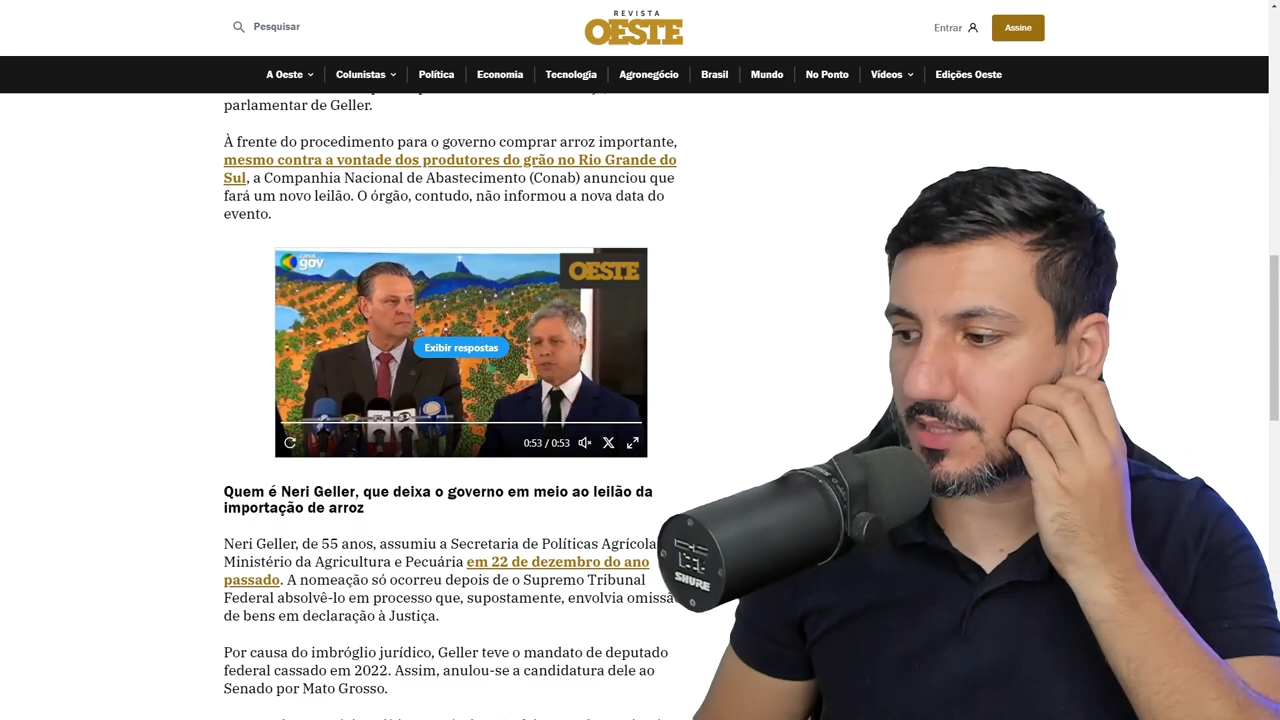 REVISTA
OESTE
Pesquisar
Entrar
Assine
A Oeste
Colunistas
Política
Economia
Tecnologia
Agronegócio
Brasil
Mundo
No Ponto
Vídeos
Edições Oeste
parlamentar de Geller.
À frente do procedimento para o governo comprar arroz importante,
mesmo contra a vontade dos produtores do grão no Rio Grande do
Sul, a Companhia Nacional de Abastecimento (Conab) anunciou que
fará um novo leilão. O órgão, contudo, não informou a nova data do
evento.
CANAL
gov
OESTE
Exibir respostas
0:53 / 0:53
Quem é Neri Geller, que deixa o governo em meio ao leilão da
importação de arroz
Neri Geller, de 55 anos, assumiu a Secretaria de Políticas Agrícola
Ministério da Agricultura e Pecuária em 22 de dezembro do ano
passado. A nomeação só ocorreu depois de o Supremo Tribunal
Federal absolvê-lo em processo que, supostamente, envolvia omissã
de bens em declaração à Justiça.
SHURE
Por causa do imbróglio jurídico, Geller teve o mandato de deputado
federal cassado em 2022. Assim, anulou-se a candidatura dele ao
Senado por Mato Grosso.